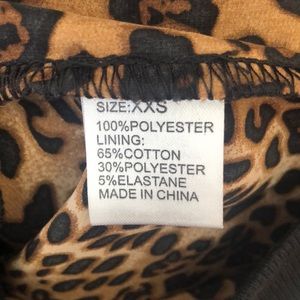 SIZE:XXS
100%POLYESTER
LINING:
65%COTTON
30%POLYESTER
5%ELASTANE
MADE IN CHINA